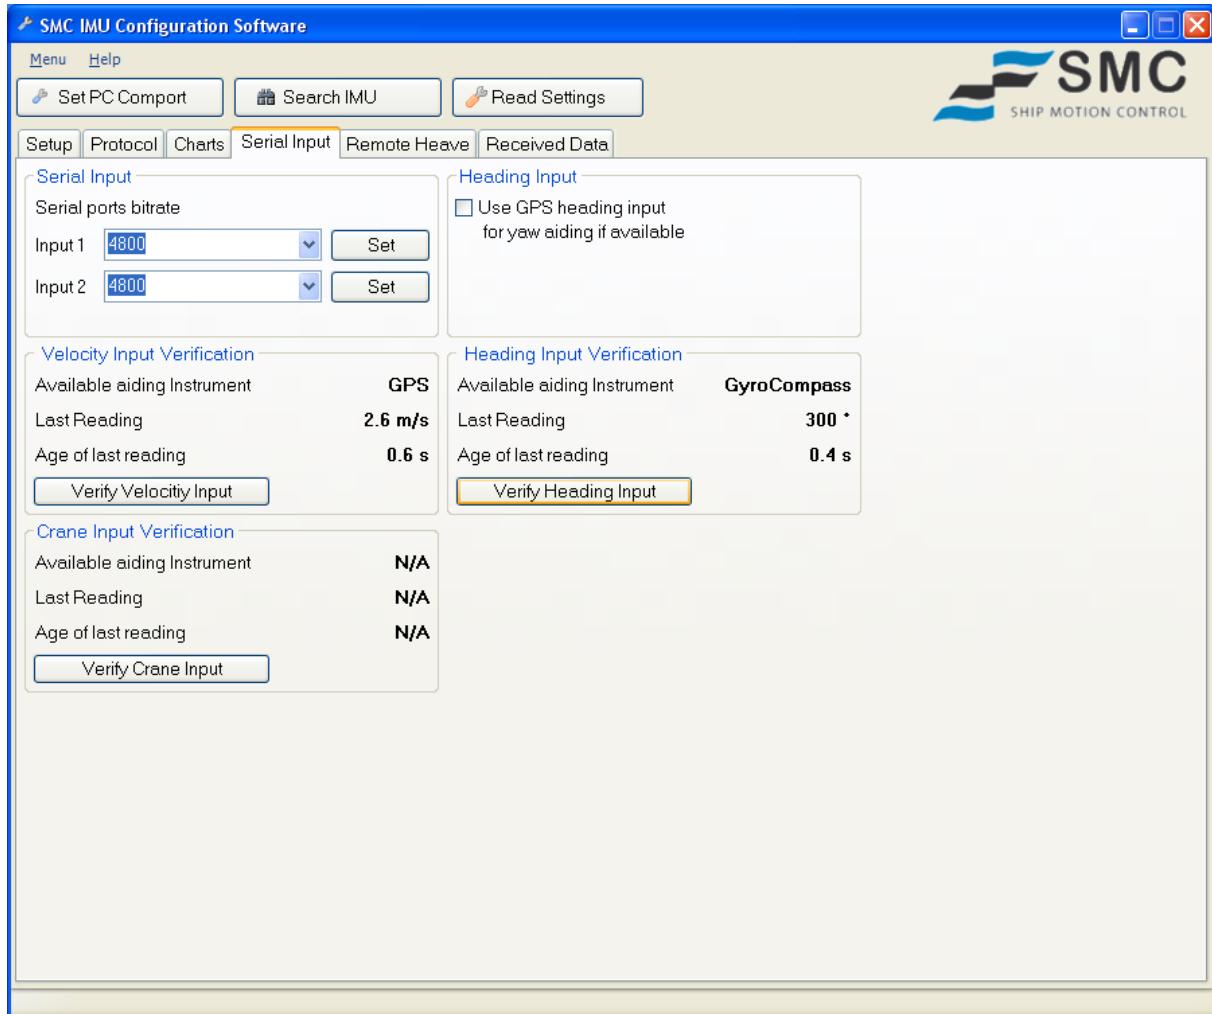 SMC IMU Configuration Software
Menu Help
SMC
SHIP MOTION CONTROL
Set PC Comport Search IMU Read Settings
Setup Protocol Charts Serial Input Remote Heave Received Data
Serial Input
Serial ports bitrate
Input 1 4800 Set
Input 2 4800 Set
Heading Input
Use GPS heading input
for yaw aiding if available
Velocity Input Verification
Available aiding Instrument GPS
Last Reading 2.6 m/s
Age of last reading 0.6 s
Verify Velocitiy Input
Heading Input Verification
Available aiding Instrument GyroCompass
Last Reading 300 °
Age of last reading 0.4 s
Verify Heading Input
Crane Input Verification
Available aiding Instrument N/A
Last Reading N/A
Age of last reading N/A
Verify Crane Input